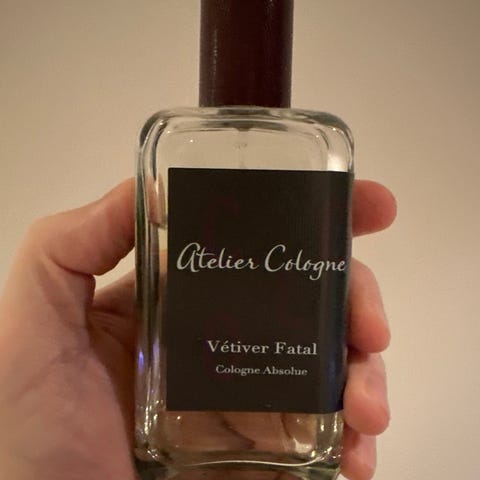 Atelier Cologne
Vétiver Fatal
Cologne Absolue